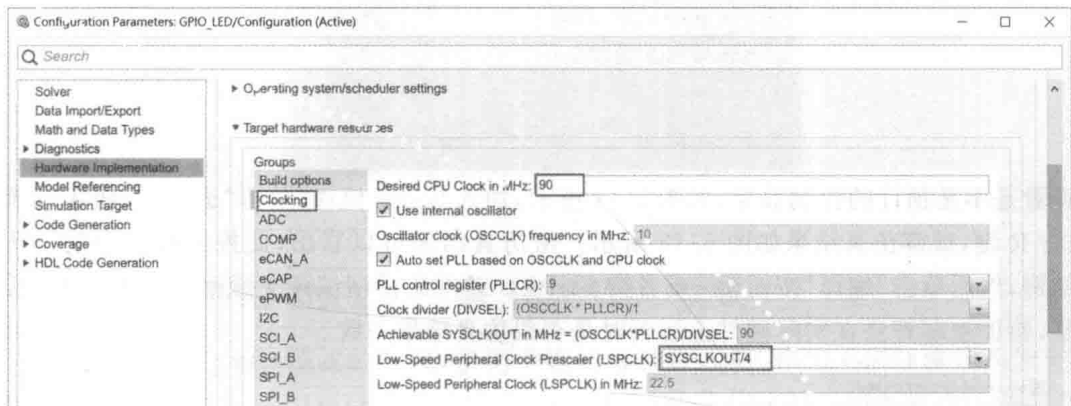 Configuration Parameters: GPIO_LED/Configuration (Active)
Search
Solver
Data Import/Export
Math and Data Types
Diagnostics
Hardware Implementation
Model Referencing
Simulation Target
Code Generation
Coverage
HDL Code Generation
Operating system/scheduler settings
Target hardware resources
Groups
Build options
Clocking
ADC
COMP
eCAN_A
eCAP
ePWM
I2C
SCI_A
SCI_B
SPI_A
SPI_B
Desired CPU Clock in MHz: 90
Use internal oscillator
Oscillator clock (OSCCLK) frequency in MHz: 10
Auto set PLL based on OSCCLK and CPU clock
PLL control register (PLLCR): 9
Clock divider (DIVSEL): (OSCCLK * PLLCR)/1
Achievable SYSCLKOUT in MHz = (OSCCLK*PLLCR)/DIVSEL: 90
Low-Speed Peripheral Clock Prescaler (LSPCLK): SYSCLKOUT/4
Low-Speed Peripheral Clock (LSPCLK) in MHz: 22.5